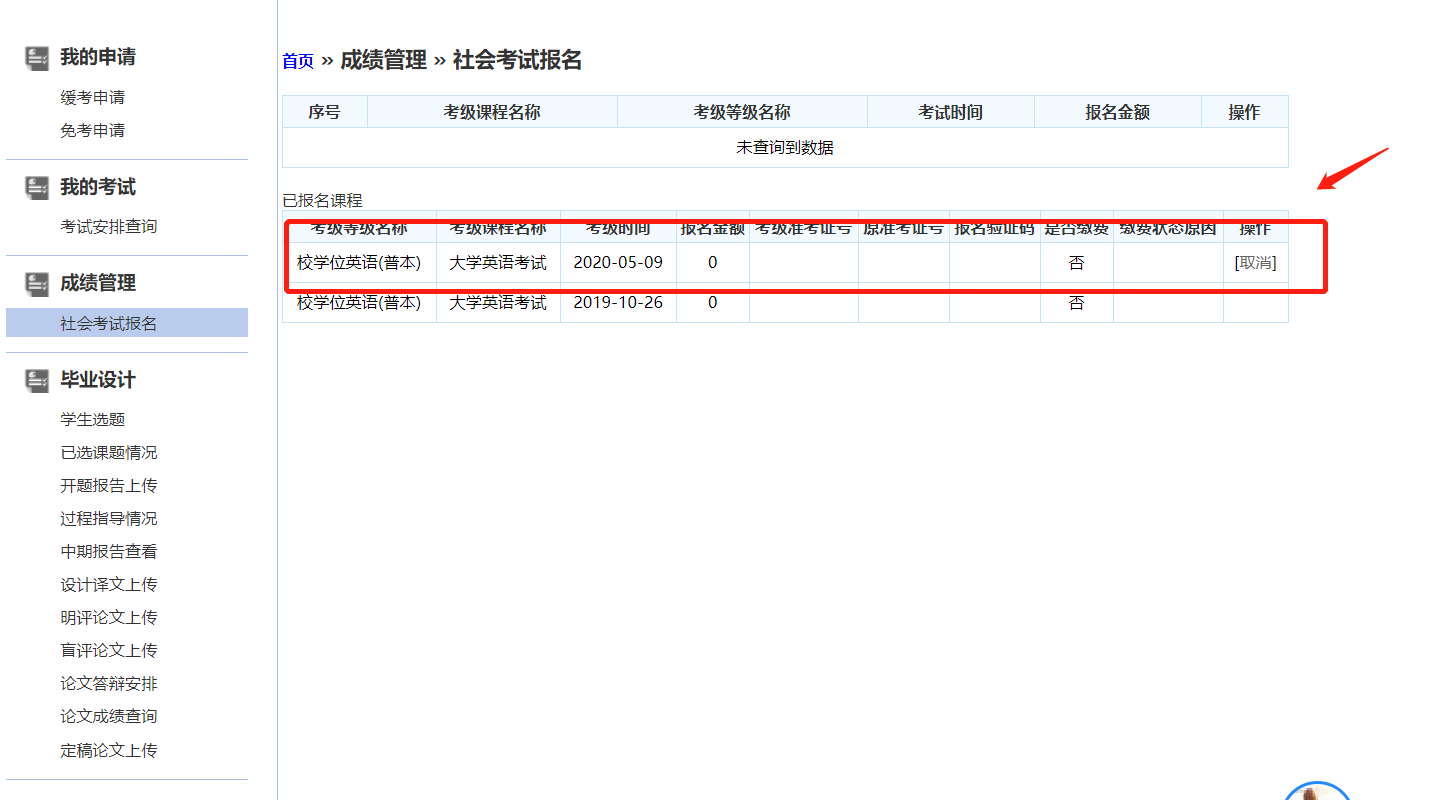 我的申请
缓考申请
免考申请
我的考试
考试安排查询
成绩管理
社会考试报名
毕业设计
学生选题
已选课题情况
开题报告上传
过程指导情况
中期报告查看
设计译文上传
明评论文上传
盲评论文上传
论文答辩安排
论文成绩查询
定稿论文上传
首页 » 成绩管理 » 社会考试报名
序号 考级课程名称 考级等级名称 考试时间 报名金额 操作
未查询到数据
已报名课程
考级等级名称 考级课程名称 考级时间 报名金额 考级准考证号 原准考证号 报名验证码 是否缴费 缴费状态原因 操作
校学位英语(普本) 大学英语考试 2020-05-09 0 否 [取消]
校学位英语(普本) 大学英语考试 2019-10-26 0 否